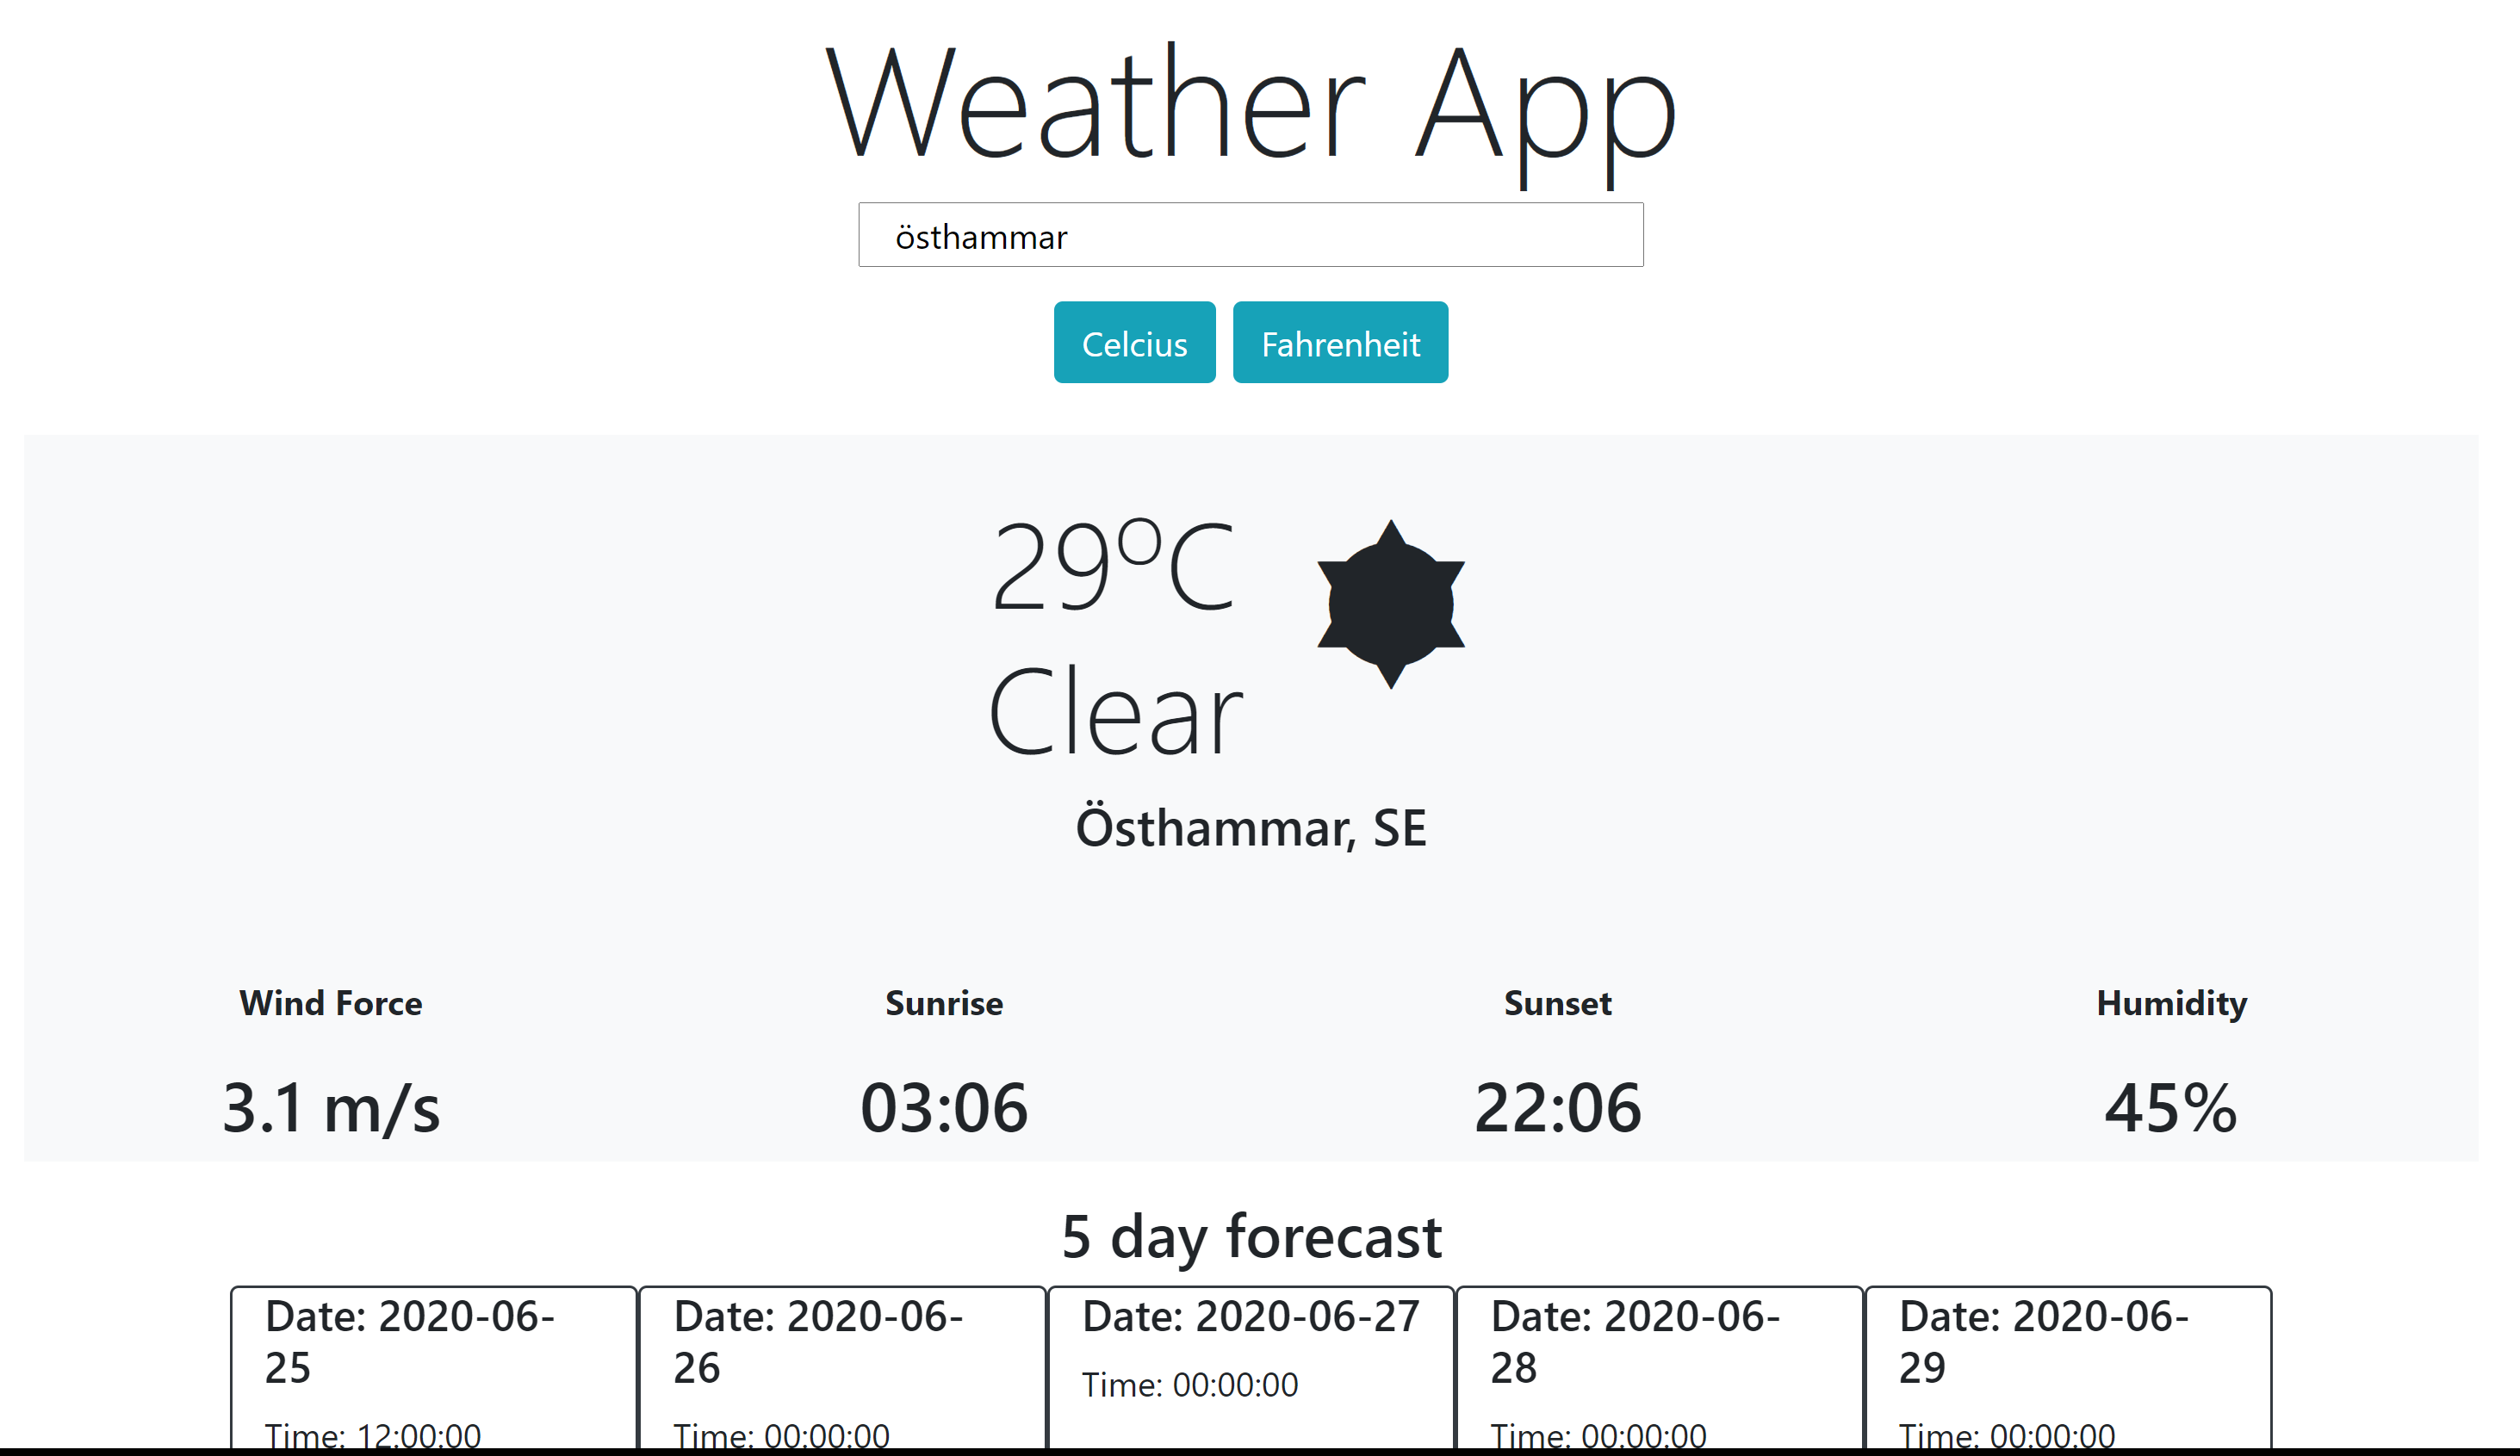 Weather App
östhammar
Celcius Fahrenheit
29°C
Clear
Östhammar, SE
Wind Force Sunrise Sunset Humidity
3.1 m/s 03:06 22:06 45%
5 day forecast
Date: 2020-06-
25
Time: 12:00:00
Date: 2020-06-
26
Time: 00:00:00
Date: 2020-06-27
Time: 00:00:00
Date: 2020-06-
28
Time: 00:00:00
Date: 2020-06-
29
Time: 00:00:00